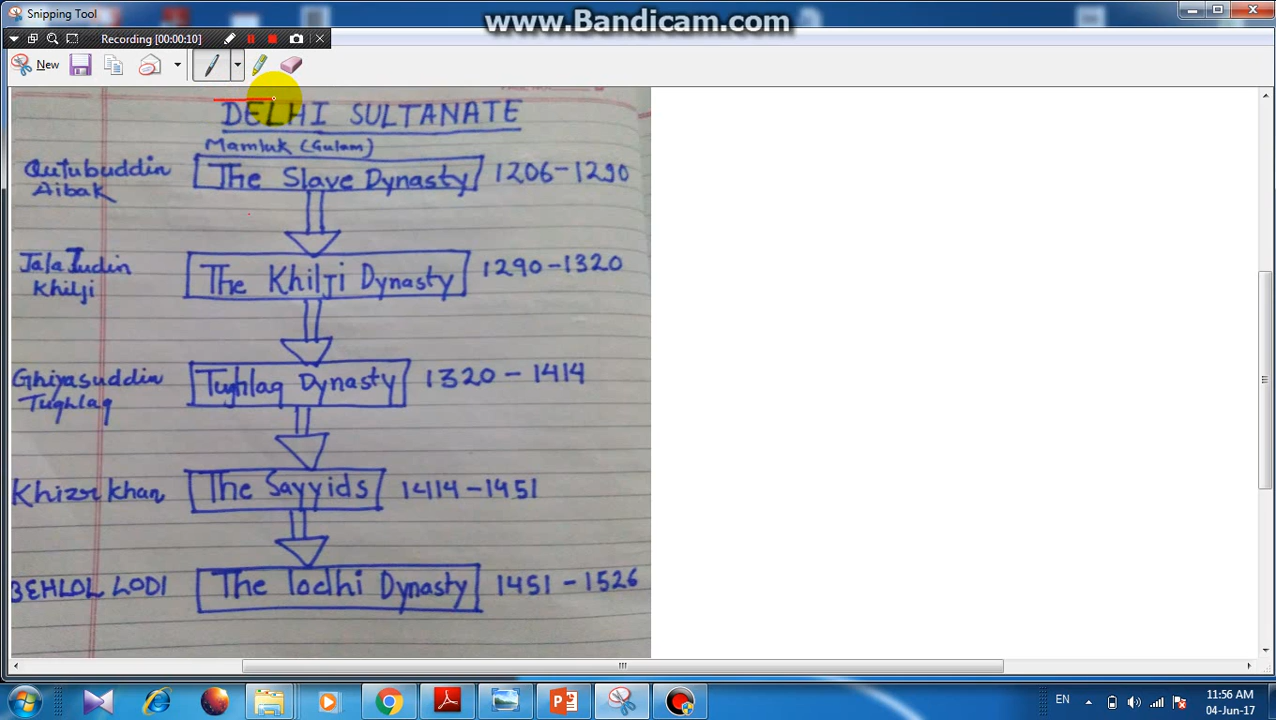 Snipping Tool
www.Bandicam.com
Recording [00:00:10]
New
DELHI SULTANATE
Mamluk (Gulam)
Qutubuddin
Aibak
The Slave Dynasty
1206-1290
JalaJudin
Khilji
The Khilji Dynasty
1290-1320
Ghiyasuddin
Tughlaq
Tughlaq Dynasty
1320 - 1414
Khizr khan
The Sayyids
1414-1451
BEHLOL LODI
The lodhi Dynasty
1451 - 1526
EN
11:56 AM
04-Jun-17